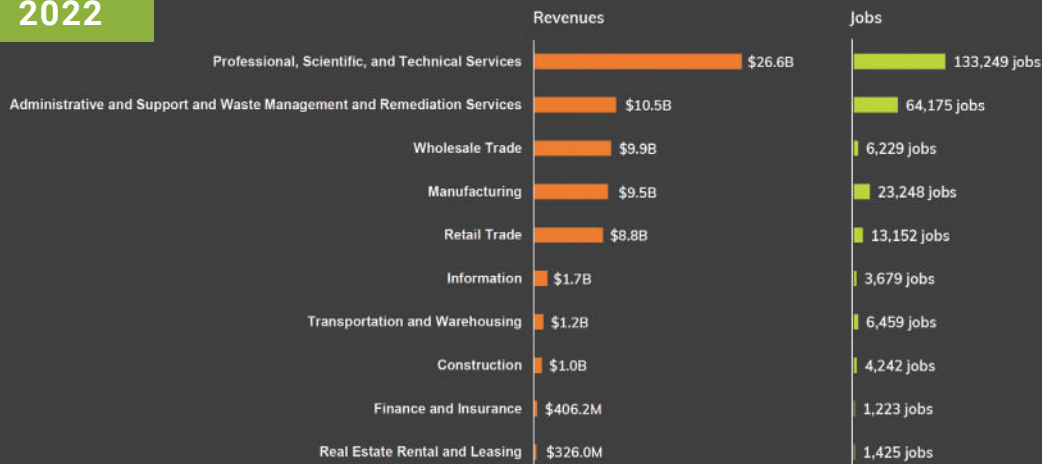 2022
Revenues Jobs
Professional, Scientific, and Technical Services $26.6B 133,249 jobs
Administrative and Support and Waste Management and Remediation Services $10.5B 64,175 jobs
Wholesale Trade $9.9B 6,229 jobs
Manufacturing $9.5B 23,248 jobs
Retail Trade $8.8B 13,152 jobs
Information $1.7B 3,679 jobs
Transportation and Warehousing $1.2B 6,459 jobs
Construction $1.0B 4,242 jobs
Finance and Insurance $406.2M 1,223 jobs
Real Estate Rental and Leasing $326.0M 1,425 jobs